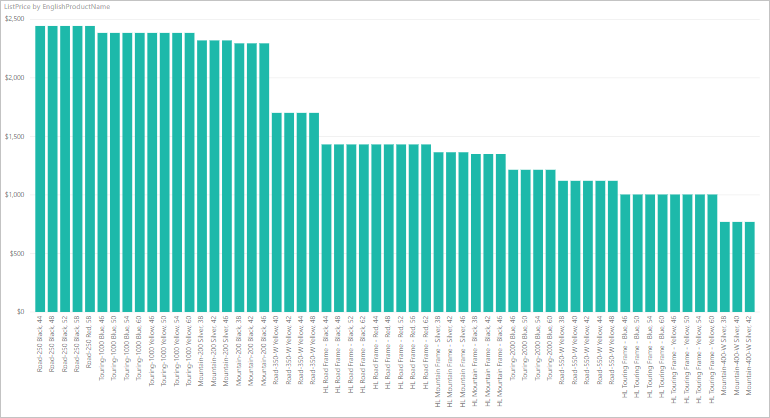 ListPrice by EnglishProductName
$2,500
$2,000
$1,500
$1,000
$500
$0
Road-250 Black, 44
Road-250 Black, 48
Road-250 Black, 52
Road-250 Black, 58
Road-250 Red, 58
Touring-1000 Blue, 46
Touring-1000 Blue, 50
Touring-1000 Blue, 54
Touring-1000 Blue, 60
Touring-1000 Yellow, 46
Touring-1000 Yellow, 50
Touring-1000 Yellow, 54
Touring-1000 Yellow, 60
Mountain-200 Silver, 38
Mountain-200 Silver, 42
Mountain-200 Silver, 46
Mountain-200 Black, 38
Mountain-200 Black, 42
Mountain-200 Black, 46
Road-350-W Yellow, 40
Road-350-W Yellow, 42
Road-350-W Yellow, 44
Road-350-W Yellow, 48
HL Road Frame - Black, 44
HL Road Frame - Black, 48
HL Road Frame - Black, 52
HL Road Frame - Black, 62
HL Road Frame - Red, 44
HL Road Frame - Red, 48
HL Road Frame - Red, 52
HL Road Frame - Red, 56
HL Road Frame - Red, 62
HL Mountain Frame - Silver, 38
HL Mountain Frame - Silver, 42
HL Mountain Frame - Silver, 46
HL Mountain Frame - Black, 38
HL Mountain Frame - Black, 42
HL Mountain Frame - Black, 46
Touring-2000 Blue, 46
Touring-2000 Blue, 50
Touring-2000 Blue, 54
Touring-2000 Blue, 60
Road-550-W Yellow, 38
Road-550-W Yellow, 40
Road-550-W Yellow, 42
Road-550-W Yellow, 44
Road-550-W Yellow, 48
HL Touring Frame - Blue, 46
HL Touring Frame - Blue, 50
HL Touring Frame - Blue, 54
HL Touring Frame - Blue, 60
HL Touring Frame - Yellow, 46
HL Touring Frame - Yellow, 50
HL Touring Frame - Yellow, 54
HL Touring Frame - Yellow, 60
Mountain-400-W Silver, 38
Mountain-400-W Silver, 40
Mountain-400-W Silver, 42